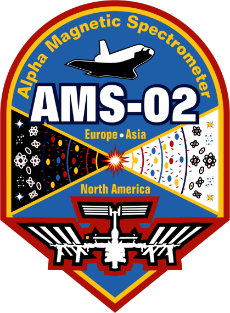 Alpha Magnetic Spectrometer
AMS-02
Europe • Asia
North America